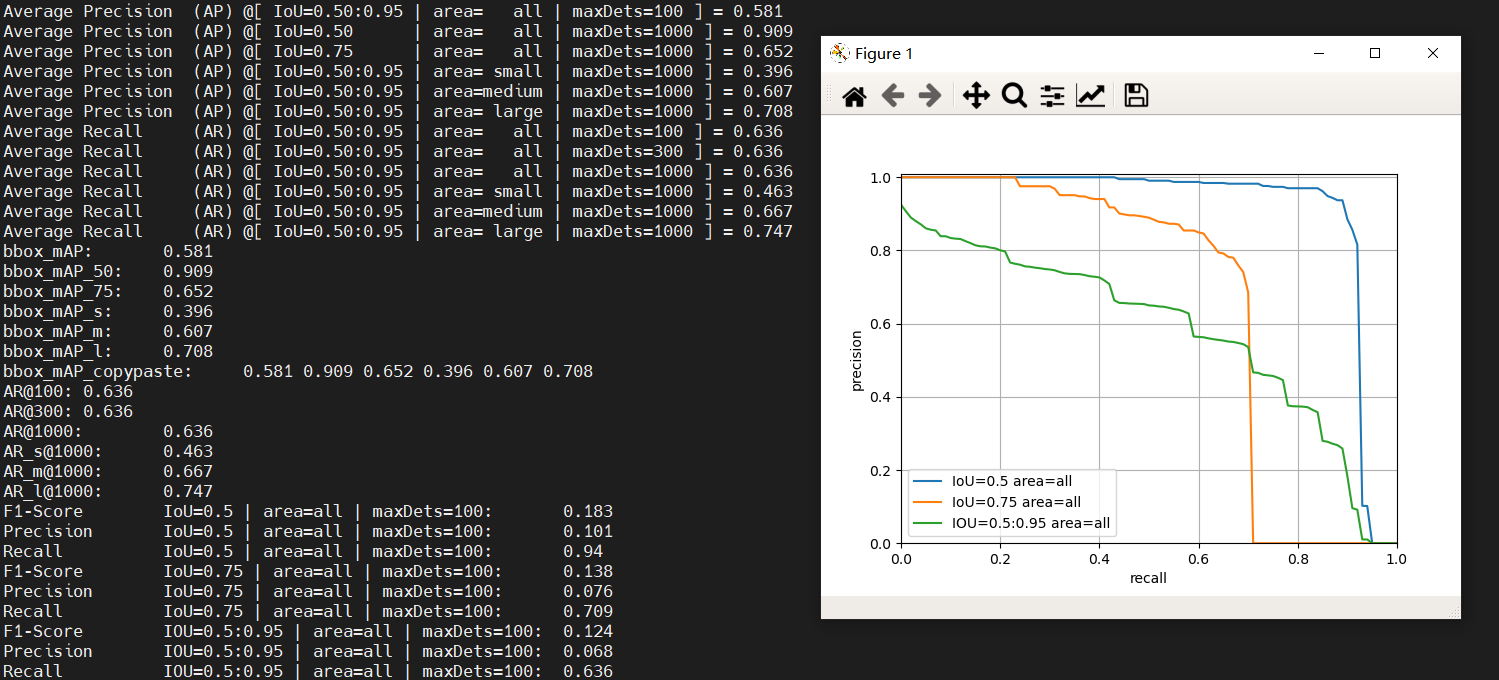 Average Precision  (AP) @[ IoU=0.50:0.95 | area=   all | maxDets=100 ] = 0.581
Average Precision  (AP) @[ IoU=0.50      | area=   all | maxDets=1000 ] = 0.909
Average Precision  (AP) @[ IoU=0.75      | area=   all | maxDets=1000 ] = 0.652
Average Precision  (AP) @[ IoU=0.50:0.95 | area= small | maxDets=1000 ] = 0.396
Average Precision  (AP) @[ IoU=0.50:0.95 | area=medium | maxDets=1000 ] = 0.607
Average Precision  (AP) @[ IoU=0.50:0.95 | area= large | maxDets=1000 ] = 0.708
Average Recall     (AR) @[ IoU=0.50:0.95 | area=   all | maxDets=100 ] = 0.636
Average Recall     (AR) @[ IoU=0.50:0.95 | area=   all | maxDets=300 ] = 0.636
Average Recall     (AR) @[ IoU=0.50:0.95 | area=   all | maxDets=1000 ] = 0.636
Average Recall     (AR) @[ IoU=0.50:0.95 | area= small | maxDets=1000 ] = 0.463
Average Recall     (AR) @[ IoU=0.50:0.95 | area=medium | maxDets=1000 ] = 0.667
Average Recall     (AR) @[ IoU=0.50:0.95 | area= large | maxDets=1000 ] = 0.747
bbox_mAP:       0.581
bbox_mAP_50:    0.909
bbox_mAP_75:    0.652
bbox_mAP_s:     0.396
bbox_mAP_m:     0.607
bbox_mAP_l:     0.708
bbox_mAP_copypaste:     0.581 0.909 0.652 0.396 0.607 0.708
AR@100: 0.636
AR@300: 0.636
AR@1000:        0.636
AR_s@1000:      0.463
AR_m@1000:      0.667
AR_l@1000:      0.747
F1-Score        IoU=0.5 | area=all | maxDets=100:       0.183
Precision       IoU=0.5 | area=all | maxDets=100:       0.101
Recall          IoU=0.5 | area=all | maxDets=100:       0.94
F1-Score        IoU=0.75 | area=all | maxDets=100:      0.138
Precision       IoU=0.75 | area=all | maxDets=100:      0.076
Recall          IoU=0.75 | area=all | maxDets=100:      0.709
F1-Score        IOU=0.5:0.95 | area=all | maxDets=100:  0.124
Precision       IOU=0.5:0.95 | area=all | maxDets=100:  0.068
Recall          IOU=0.5:0.95 | area=all | maxDets=100:  0.636
Figure 1
1.0
0.8
0.6
0.4
0.2
0.0
precision
IoU=0.5 area=all
IoU=0.75 area=all
IOU=0.5:0.95 area=all
0.0 0.2 0.4 0.6 0.8 1.0
recall